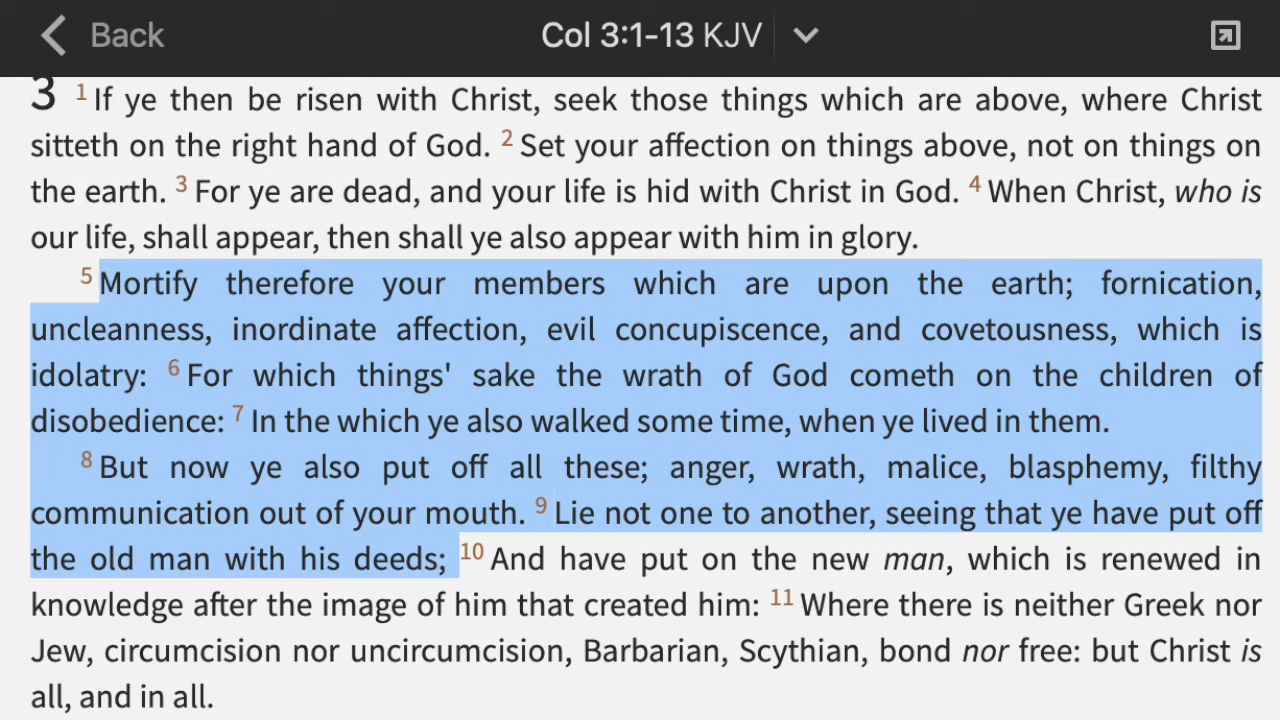 Back
Col 3:1-13 KJV
3 1 If ye then be risen with Christ, seek those things which are above, where Christ
sitteth on the right hand of God. 2 Set your affection on things above, not on things on
the earth. 3 For ye are dead, and your life is hid with Christ in God. 4 When Christ, who is
our life, shall appear, then shall ye also appear with him in glory.
5 Mortify therefore your members which are upon the earth; fornication,
uncleanness, inordinate affection, evil concupiscence, and covetousness, which is
idolatry: 6 For which things' sake the wrath of God cometh on the children of
disobedience: 7 In the which ye also walked some time, when ye lived in them.
8 But now ye also put off all these; anger, wrath, malice, blasphemy, filthy
communication out of your mouth. 9 Lie not one to another, seeing that ye have put off
the old man with his deeds; 10 And have put on the new man, which is renewed in
knowledge after the image of him that created him: 11 Where there is neither Greek nor
Jew, circumcision nor uncircumcision, Barbarian, Scythian, bond nor free: but Christ is
all, and in all.